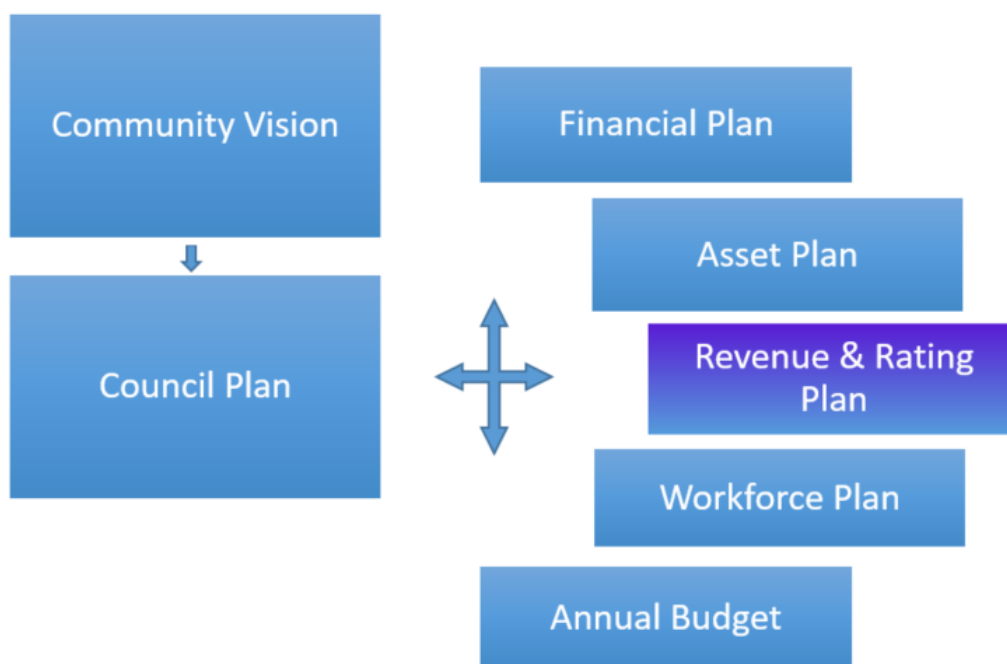 Community Vision
Council Plan
Financial Plan
Asset Plan
Revenue & Rating
Plan
Workforce Plan
Annual Budget